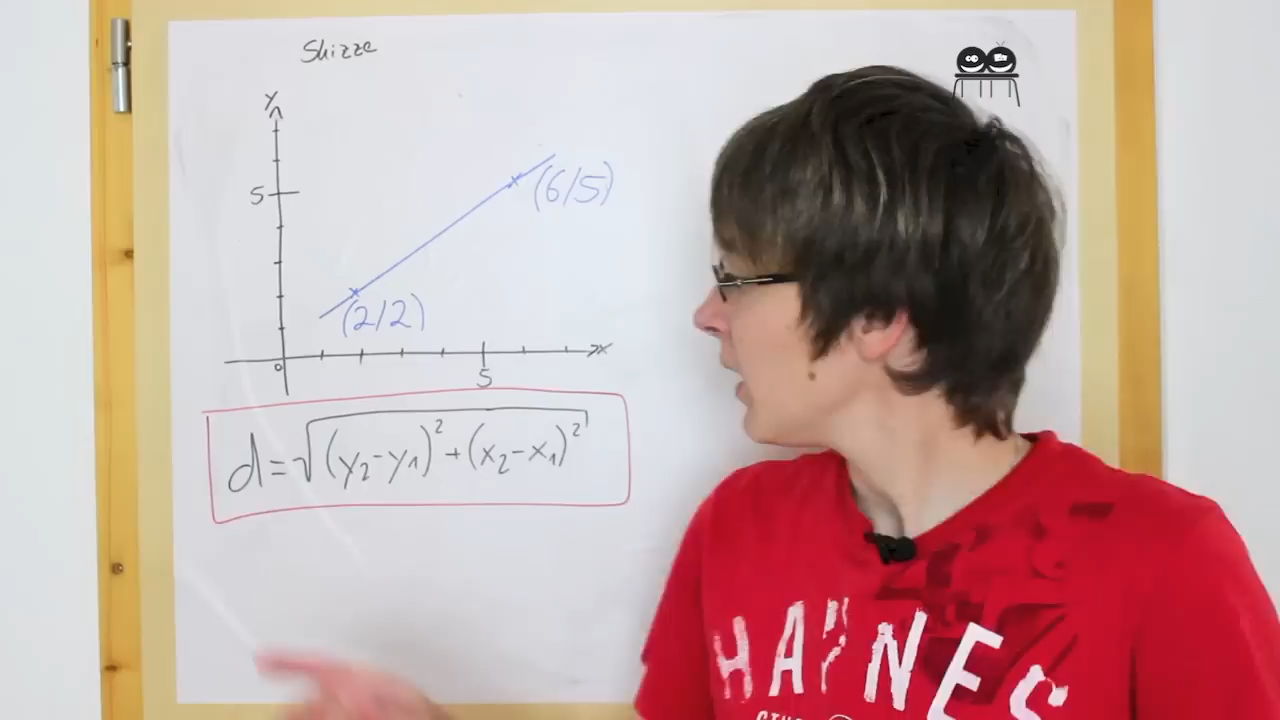 Skizze
y
5
(6/5)
(2/2)
x
0
5
d=√(y₂-y₁)²+(x₂-x₁)²
HAYNES